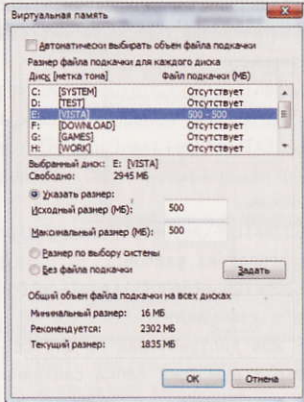 Виртуальная память
Автоматически выбирать объем файла подкачки
Размер файла подкачки для каждого диска
Диск [метка тома] Файл подкачки (МБ)
C: [SYSTEM] Отсутствует
D: [TEST] Отсутствует
E: [VISTA] 500 - 500
F: [DOWNLOAD] Отсутствует
G: [GAMES] Отсутствует
H: [WORK] Отсутствует
Выбранный диск: E: [VISTA]
Свободно: 2945 МБ
Указать размер:
Исходный размер (МБ): 500
Максимальный размер (МБ): 500
Размер по выбору системы
Без файла подкачки
Задать
Общий объем файла подкачки на всех дисках
Минимальный размер: 16 МБ
Рекомендуется: 2302 МБ
Текущий размер: 1835 МБ
ОК Отмена